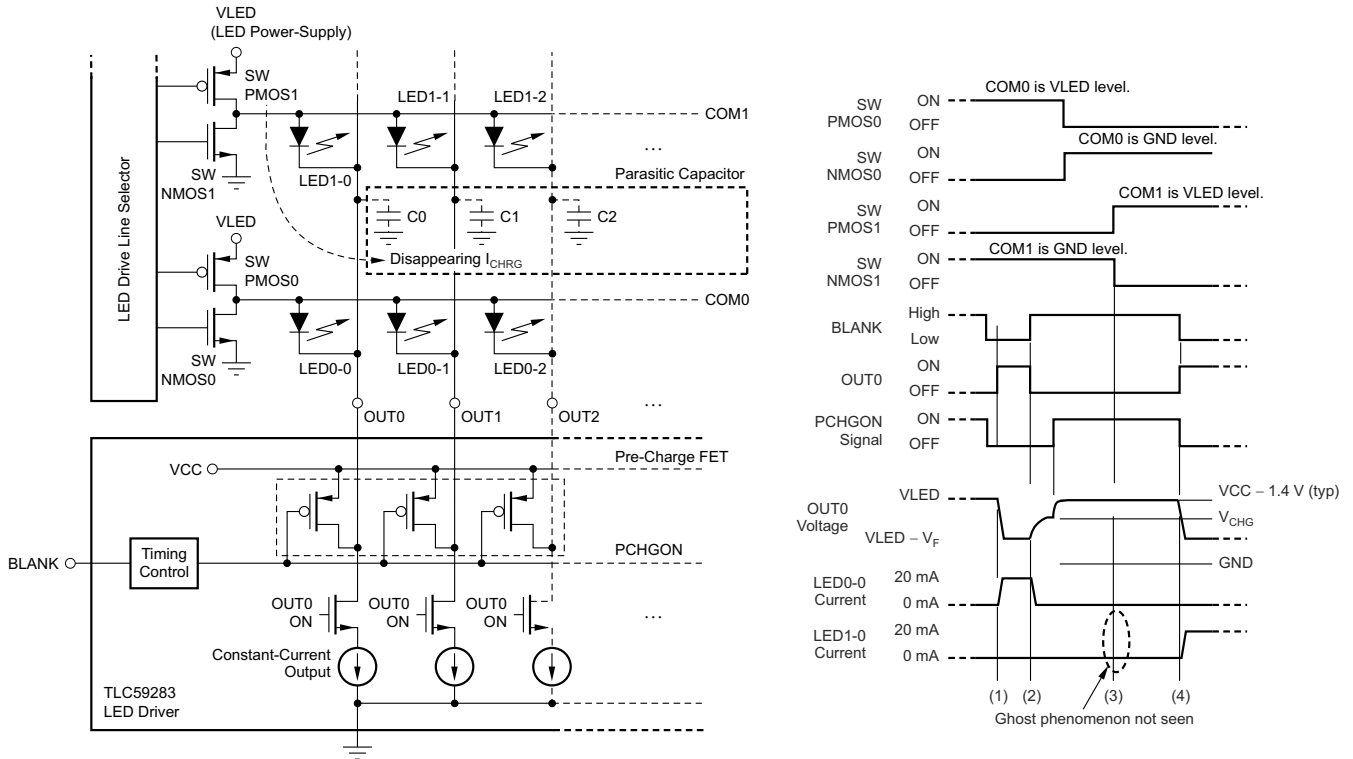 VLED
(LED Power-Supply)
SW
PMOS1
LED1-1
LED1-2
COM1
LED Drive Line Selector
SW
NMOS1
LED1-0
...
Parasitic Capacitor
VLED
C0
C1
C2
SW
PMOS0
Disappearing ICHRG
COM0
SW
NMOS0
LED0-0
LED0-1
LED0-2
OUT0
OUT1
OUT2
...
Pre-Charge FET
VCC
BLANK
Timing
Control
PCHGON
OUT0
ON
OUT0
ON
OUT0
ON
...
Constant-Current
Output
TLC59283
LED Driver
COM0 is VLED level.
SW
PMOS0
ON
OFF
COM0 is GND level.
SW
NMOS0
ON
OFF
COM1 is VLED level.
SW
PMOS1
ON
OFF
COM1 is GND level.
SW
NMOS1
ON
OFF
BLANK
High
Low
OUT0
ON
OFF
PCHGON
Signal
ON
OFF
OUT0
Voltage
VLED
VLED – VF
VCC – 1.4 V (typ)
VCHG
GND
LED0-0
Current
20 mA
0 mA
LED1-0
Current
20 mA
0 mA
(1)
(2)
(3)
(4)
Ghost phenomenon not seen